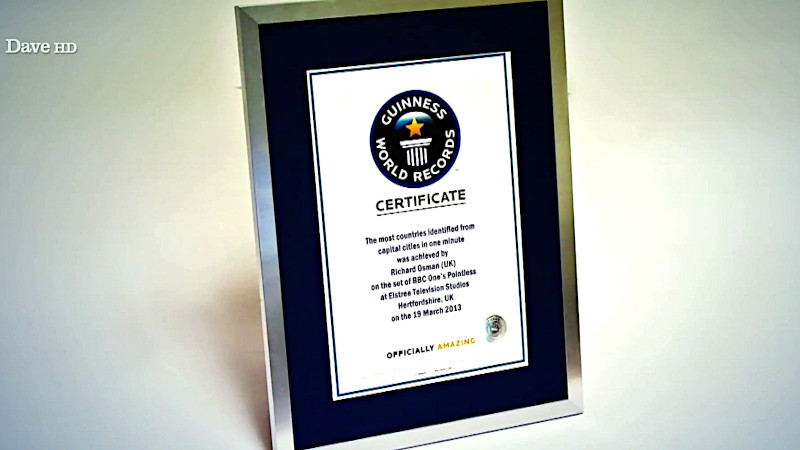 Dave HD
GUINNESS
WORLD RECORDS
CERTIFICATE
The most countries identified from
capital cities in one minute
was achieved by
Richard Osman (UK)
on the set of BBC One's Pointless
at Elstree Television Studios
Hertfordshire, UK
on the 19 March 2013
OFFICIALLY AMAZING